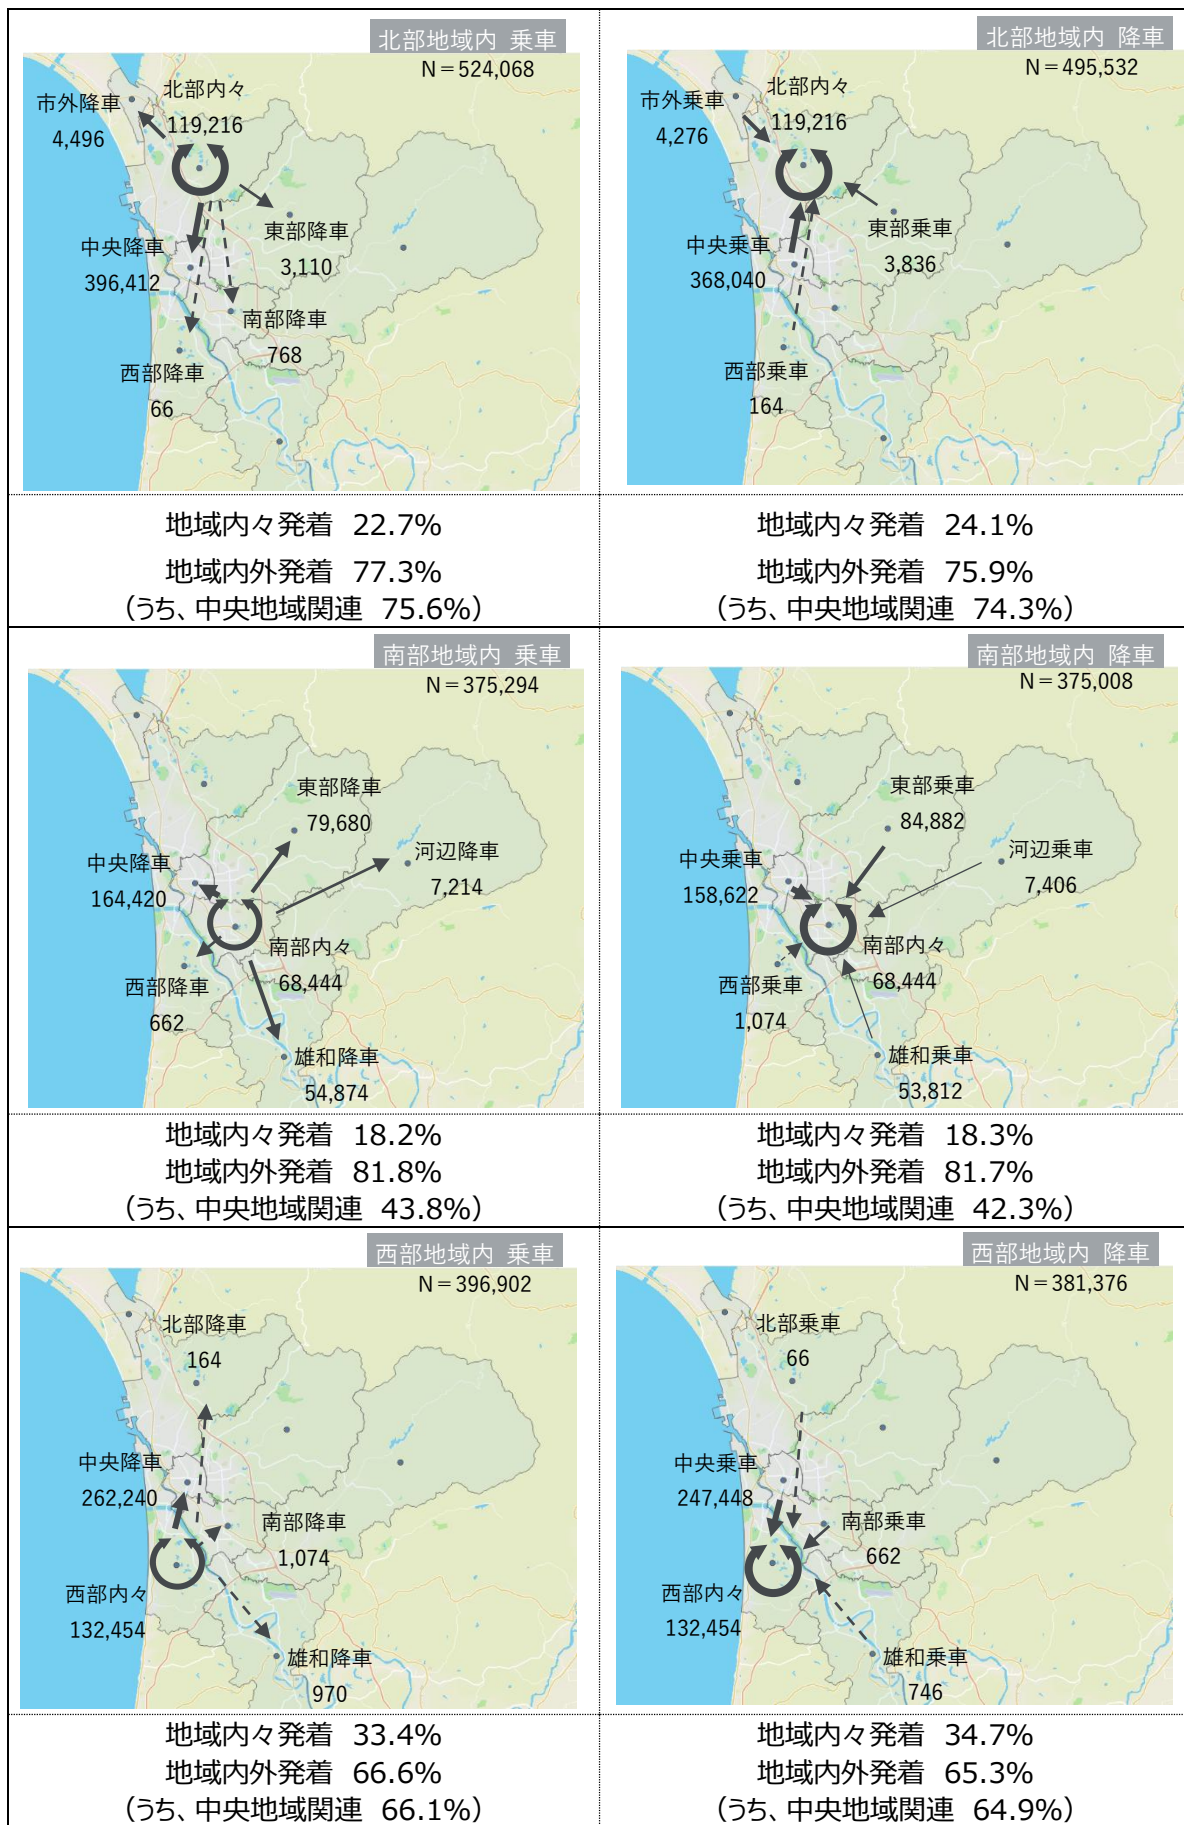 北部地域内 乗車
N＝524,068
市外降車
4,496
北部内々
119,216
東部降車
3,110
中央降車
396,412
南部降車
768
西部降車
66
地域内々発着 22.7%
地域内外発着 77.3%
（うち、中央地域関連 75.6%）
北部地域内 降車
N＝495,532
市外乗車
4,276
北部内々
119,216
東部乗車
3,836
中央乗車
368,040
西部乗車
164
地域内々発着 24.1%
地域内外発着 75.9%
（うち、中央地域関連 74.3%）
南部地域内 乗車
N＝375,294
東部降車
79,680
中央降車
164,420
河辺降車
7,214
南部内々
68,444
西部降車
662
雄和降車
54,874
地域内々発着 18.2%
地域内外発着 81.8%
（うち、中央地域関連 43.8%）
南部地域内 降車
N＝375,008
東部乗車
84,882
中央乗車
158,622
河辺乗車
7,406
南部内々
68,444
西部乗車
1,074
雄和乗車
53,812
地域内々発着 18.3%
地域内外発着 81.7%
（うち、中央地域関連 42.3%）
西部地域内 乗車
N＝396,902
北部降車
164
中央降車
262,240
南部降車
1,074
西部内々
132,454
雄和降車
970
地域内々発着 33.4%
地域内外発着 66.6%
（うち、中央地域関連 66.1%）
西部地域内 降車
N＝381,376
北部乗車
66
中央乗車
247,448
南部乗車
662
西部内々
132,454
雄和乗車
746
地域内々発着 34.7%
地域内外発着 65.3%
（うち、中央地域関連 64.9%）